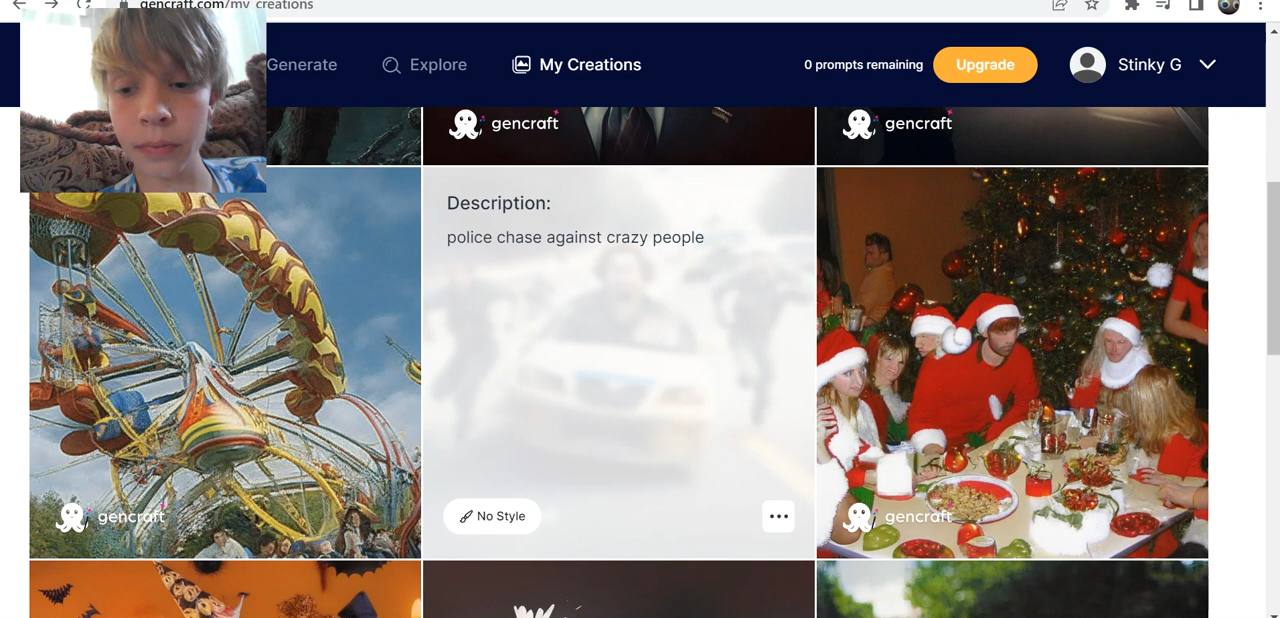 gencraft.com/my_creations
Generate
Explore
My Creations
0 prompts remaining
Upgrade
Stinky G
gencraft
gencraft
Description:
police chase against crazy people
No Style
gencraft
gencraft